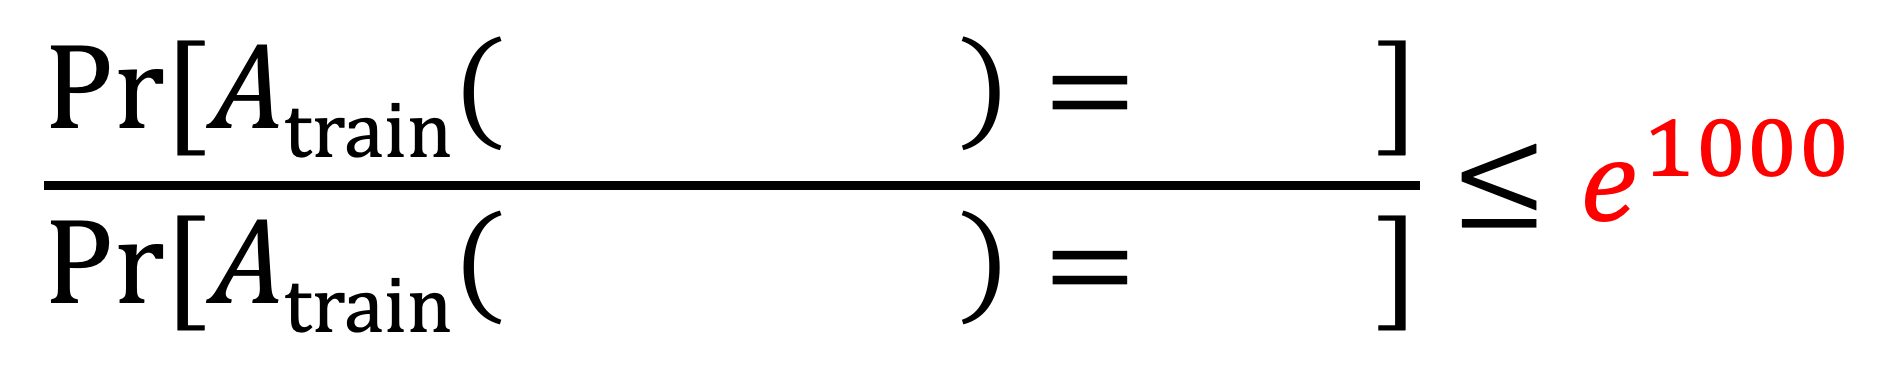 Pr[A_train( ) = ]
Pr[A_train( ) = ]
≤ e^1000